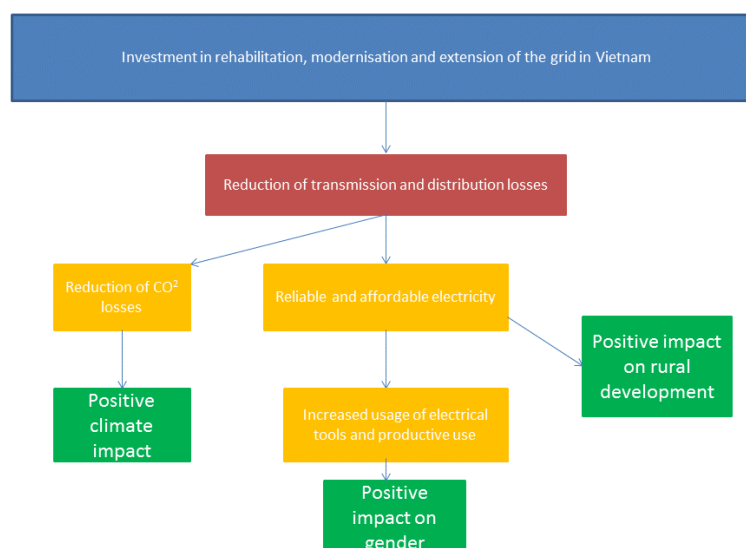 Investment in rehabilitation, modernisation and extension of the grid in Vietnam
Reduction of transmission and distribution losses
Reduction of CO² 
losses
Reliable and affordable electricity
Positive impact
on rural
development
Positive
climate
impact
Increased usage of electrical
tools and productive use
Positive
impact on
gender